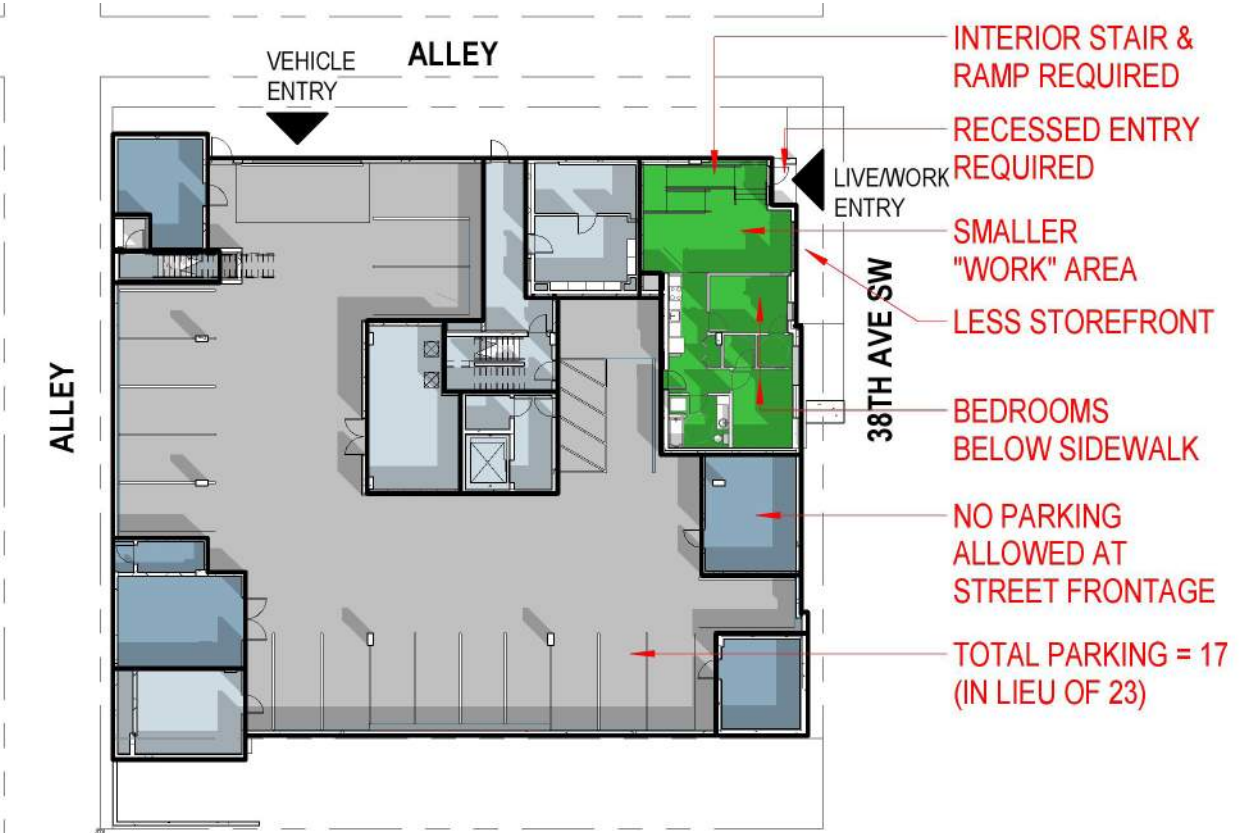 ALLEY
VEHICLE
ENTRY
INTERIOR STAIR &
RAMP REQUIRED
RECESSED ENTRY
REQUIRED
LIVE/WORK
ENTRY
SMALLER
"WORK" AREA
LESS STOREFRONT
38TH AVE SW
ALLEY
BEDROOMS
BELOW SIDEWALK
NO PARKING
ALLOWED AT
STREET FRONTAGE
TOTAL PARKING = 17
(IN LIEU OF 23)